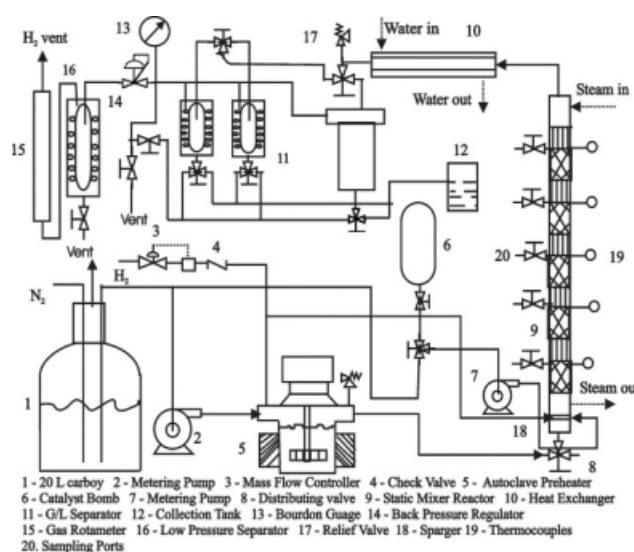 13
17
Water in
10
H₂ vent
16
14
Water out
Steam in
15
11
12
Vent
Vent
3
4
6
20
19
H₂
N₂
9
7
1
2
5
Steam ou
18
8
1 - 20 L carboy 2 - Metering Pump 3 - Mass Flow Controller 4 - Check Valve 5 - Autoclave Preheater
6 - Catalyst Bomb 7 - Metering Pump 8 - Distributing valve 9 - Static Mixer Reactor 10 - Heat Exchanger
11 - G/L Separator 12 - Collection Tank 13 - Bourdon Guage 14 - Back Pressure Regulator
15 - Gas Rotameter 16 - Low Pressure Separator 17 - Relief Valve 18 - Sparger 19 - Thermocouples
20. Sampling Ports